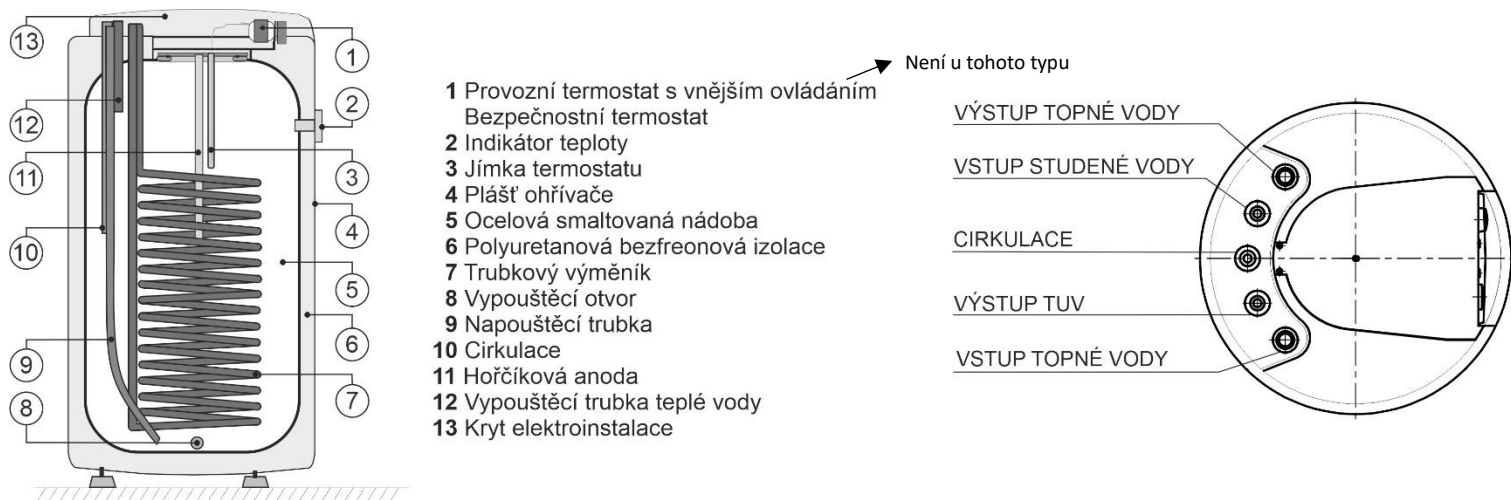 13
12
11
10
9
8
1
2
3
4
5
6
7
Není u tohoto typu
1 Provozní termostat s vnějším ovládáním
Bezpečnostní termostat
2 Indikátor teploty
3 Jímka termostatu
4 Plášť ohřívače
5 Ocelová smaltovaná nádoba
6 Polyuretanová bezfreonová izolace
7 Trubkový výměník
8 Vypouštěcí otvor
9 Napouštěcí trubka
10 Cirkulace
11 Hořčíková anoda
12 Vypouštěcí trubka teplé vody
13 Kryt elektroinstalace
VÝSTUP TOPNÉ VODY
VSTUP STUDENÉ VODY
CIRKULACE
VÝSTUP TUV
VSTUP TOPNÉ VODY